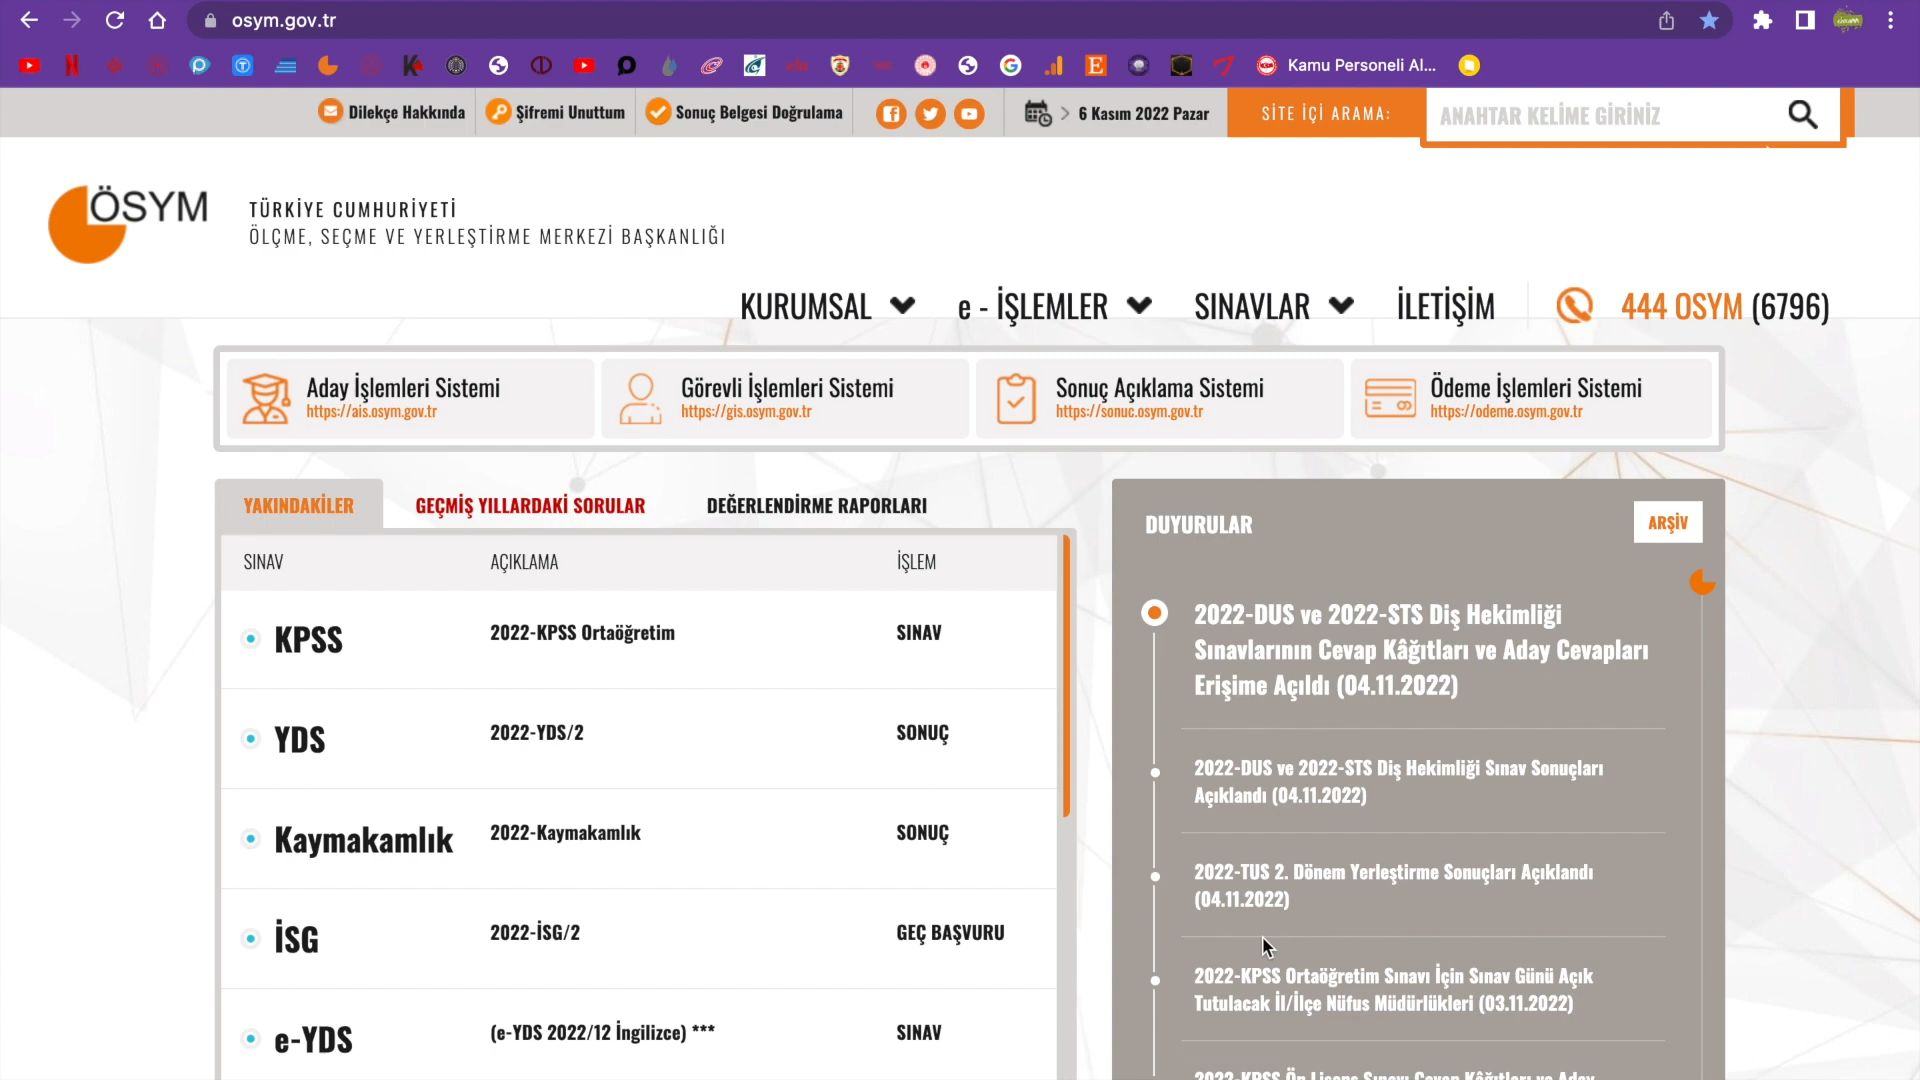 osym.gov.tr
Kamu Personeli Al...
Dilekçe Hakkında
Şifremi Unuttum
Sonuç Belgesi Doğrulama
6 Kasım 2022 Pazar
SİTE İÇİ ARAMA:
ANAHTAR KELİME GİRİNİZ
ÖSYM
TÜRKİYE CUMHURİYETİ
ÖLÇME, SEÇME VE YERLEŞTİRME MERKEZİ BAŞKANLIĞI
KURUMSAL
e - İŞLEMLER
SINAVLAR
İLETİŞİM
444 OSYM (6796)
Aday İşlemleri Sistemi
https://ais.osym.gov.tr
Görevli İşlemleri Sistemi
https://gis.osym.gov.tr
Sonuç Açıklama Sistemi
https://sonuc.osym.gov.tr
Ödeme İşlemleri Sistemi
https://odeme.osym.gov.tr
YAKINDAKİLER
GEÇMİŞ YILLARDAKİ SORULAR
DEĞERLENDİRME RAPORLARI
SINAV
AÇIKLAMA
İŞLEM
KPSS
2022-KPSS Ortaöğretim
SINAV
YDS
2022-YDS/2
SONUÇ
Kaymakamlık
2022-Kaymakamlık
SONUÇ
İSG
2022-İSG/2
GEÇ BAŞVURU
e-YDS
(e-YDS 2022/12 İngilizce) ***
SINAV
DUYURULAR
ARŞİV
2022-DUS ve 2022-STS Diş Hekimliği
Sınavlarının Cevap Kâğıtları ve Aday Cevapları
Erişime Açıldı (04.11.2022)
2022-DUS ve 2022-STS Diş Hekimliği Sınav Sonuçları
Açıklandı (04.11.2022)
2022-TUS 2. Dönem Yerleştirme Sonuçları Açıklandı
(04.11.2022)
2022-KPSS Ortaöğretim Sınavı İçin Sınav Günü Açık
Tutulacak İl/İlçe Nüfus Müdürlükleri (03.11.2022)
2022-KPSS Ön Lisans Sınavı Cevap Kâğıtları ve Aday